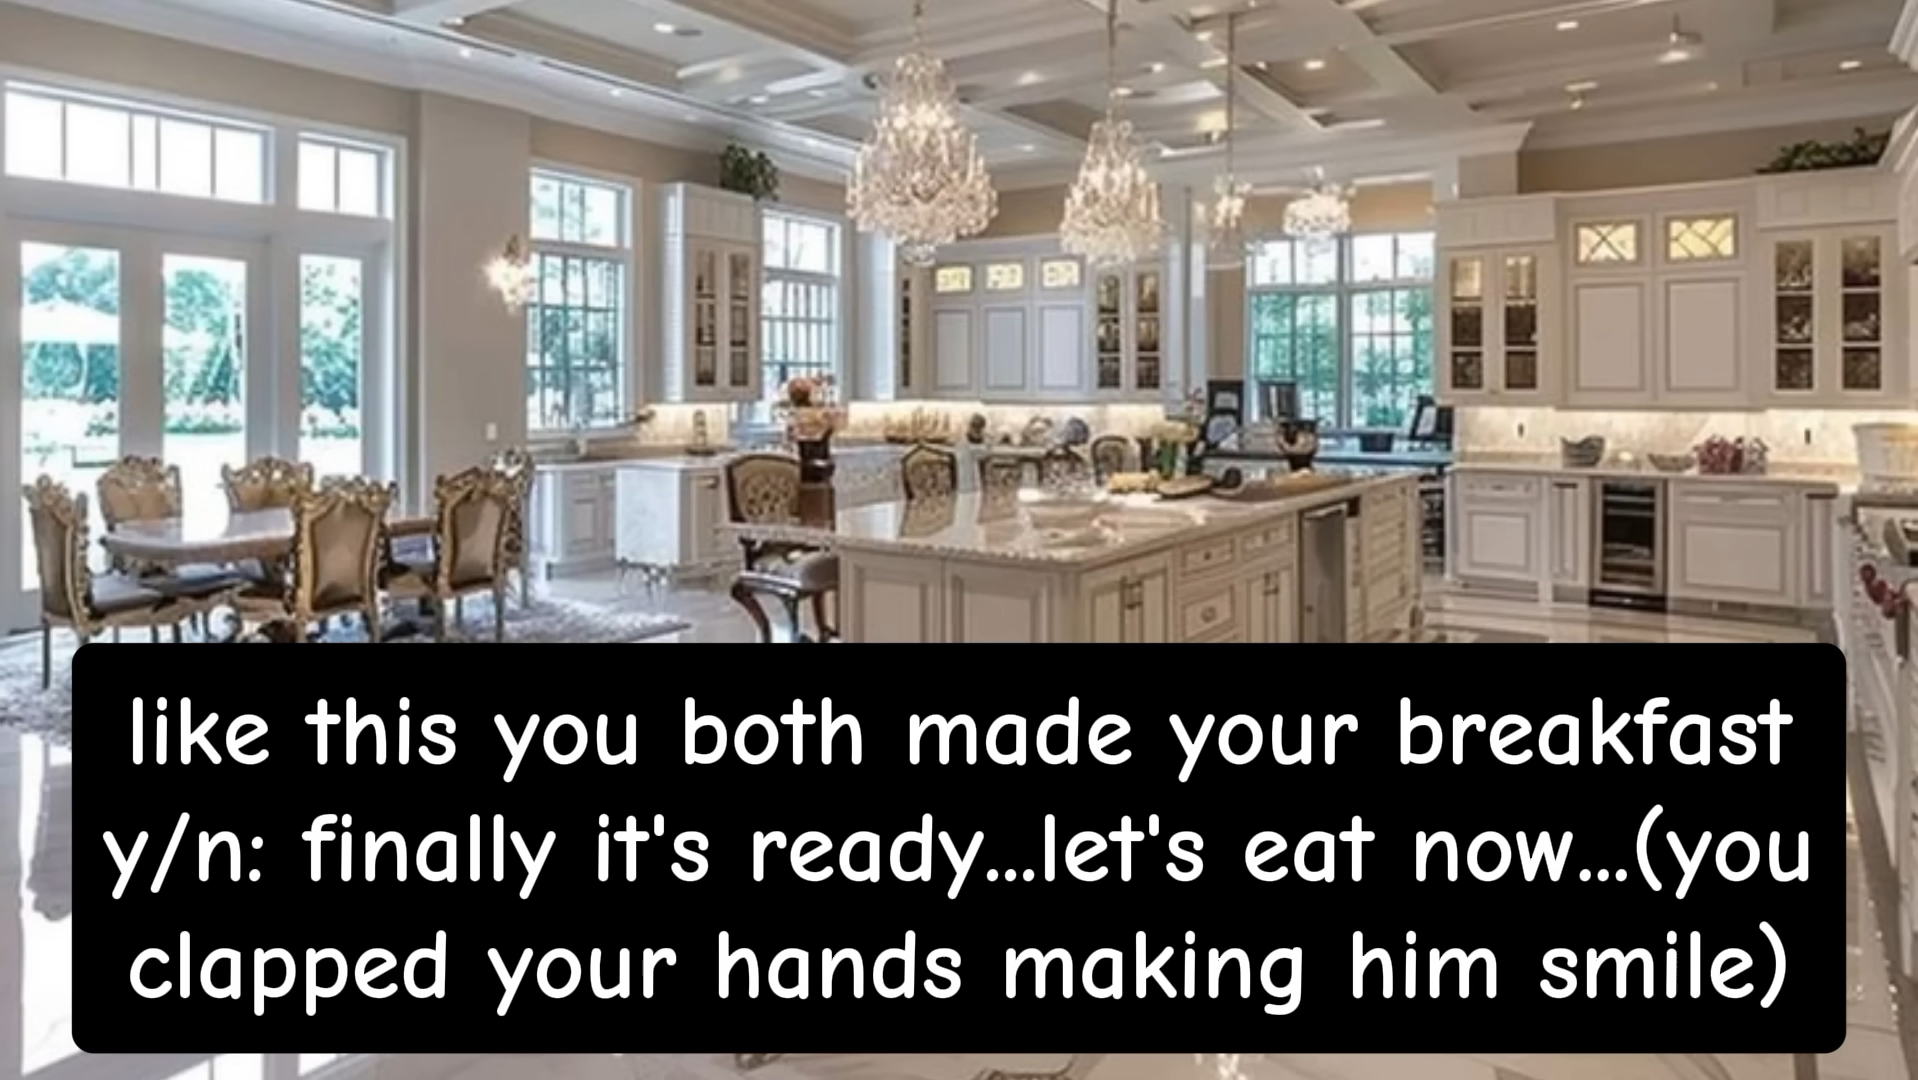 like this you both made your breakfast
y/n: finally it's ready...let's eat now...(you
clapped your hands making him smile)